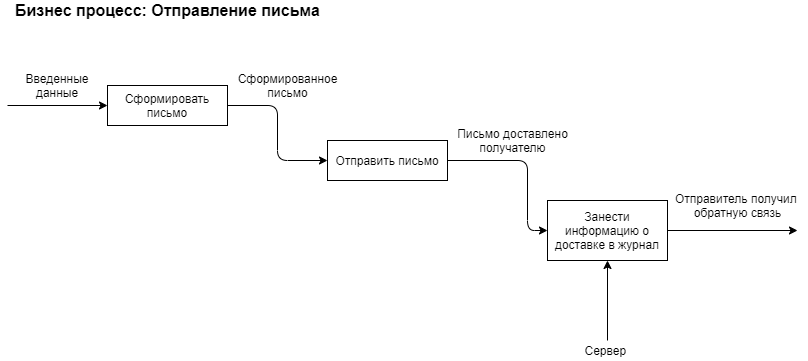 Бизнес процесс: Отправление письма
Введенные
данные
Сформировать
письмо
Сформированное
письмо
Отправить письмо
Письмо доставлено
получателю
Занести
информацию о
доставке в журнал
Отправитель получил
обратную связь
Сервер